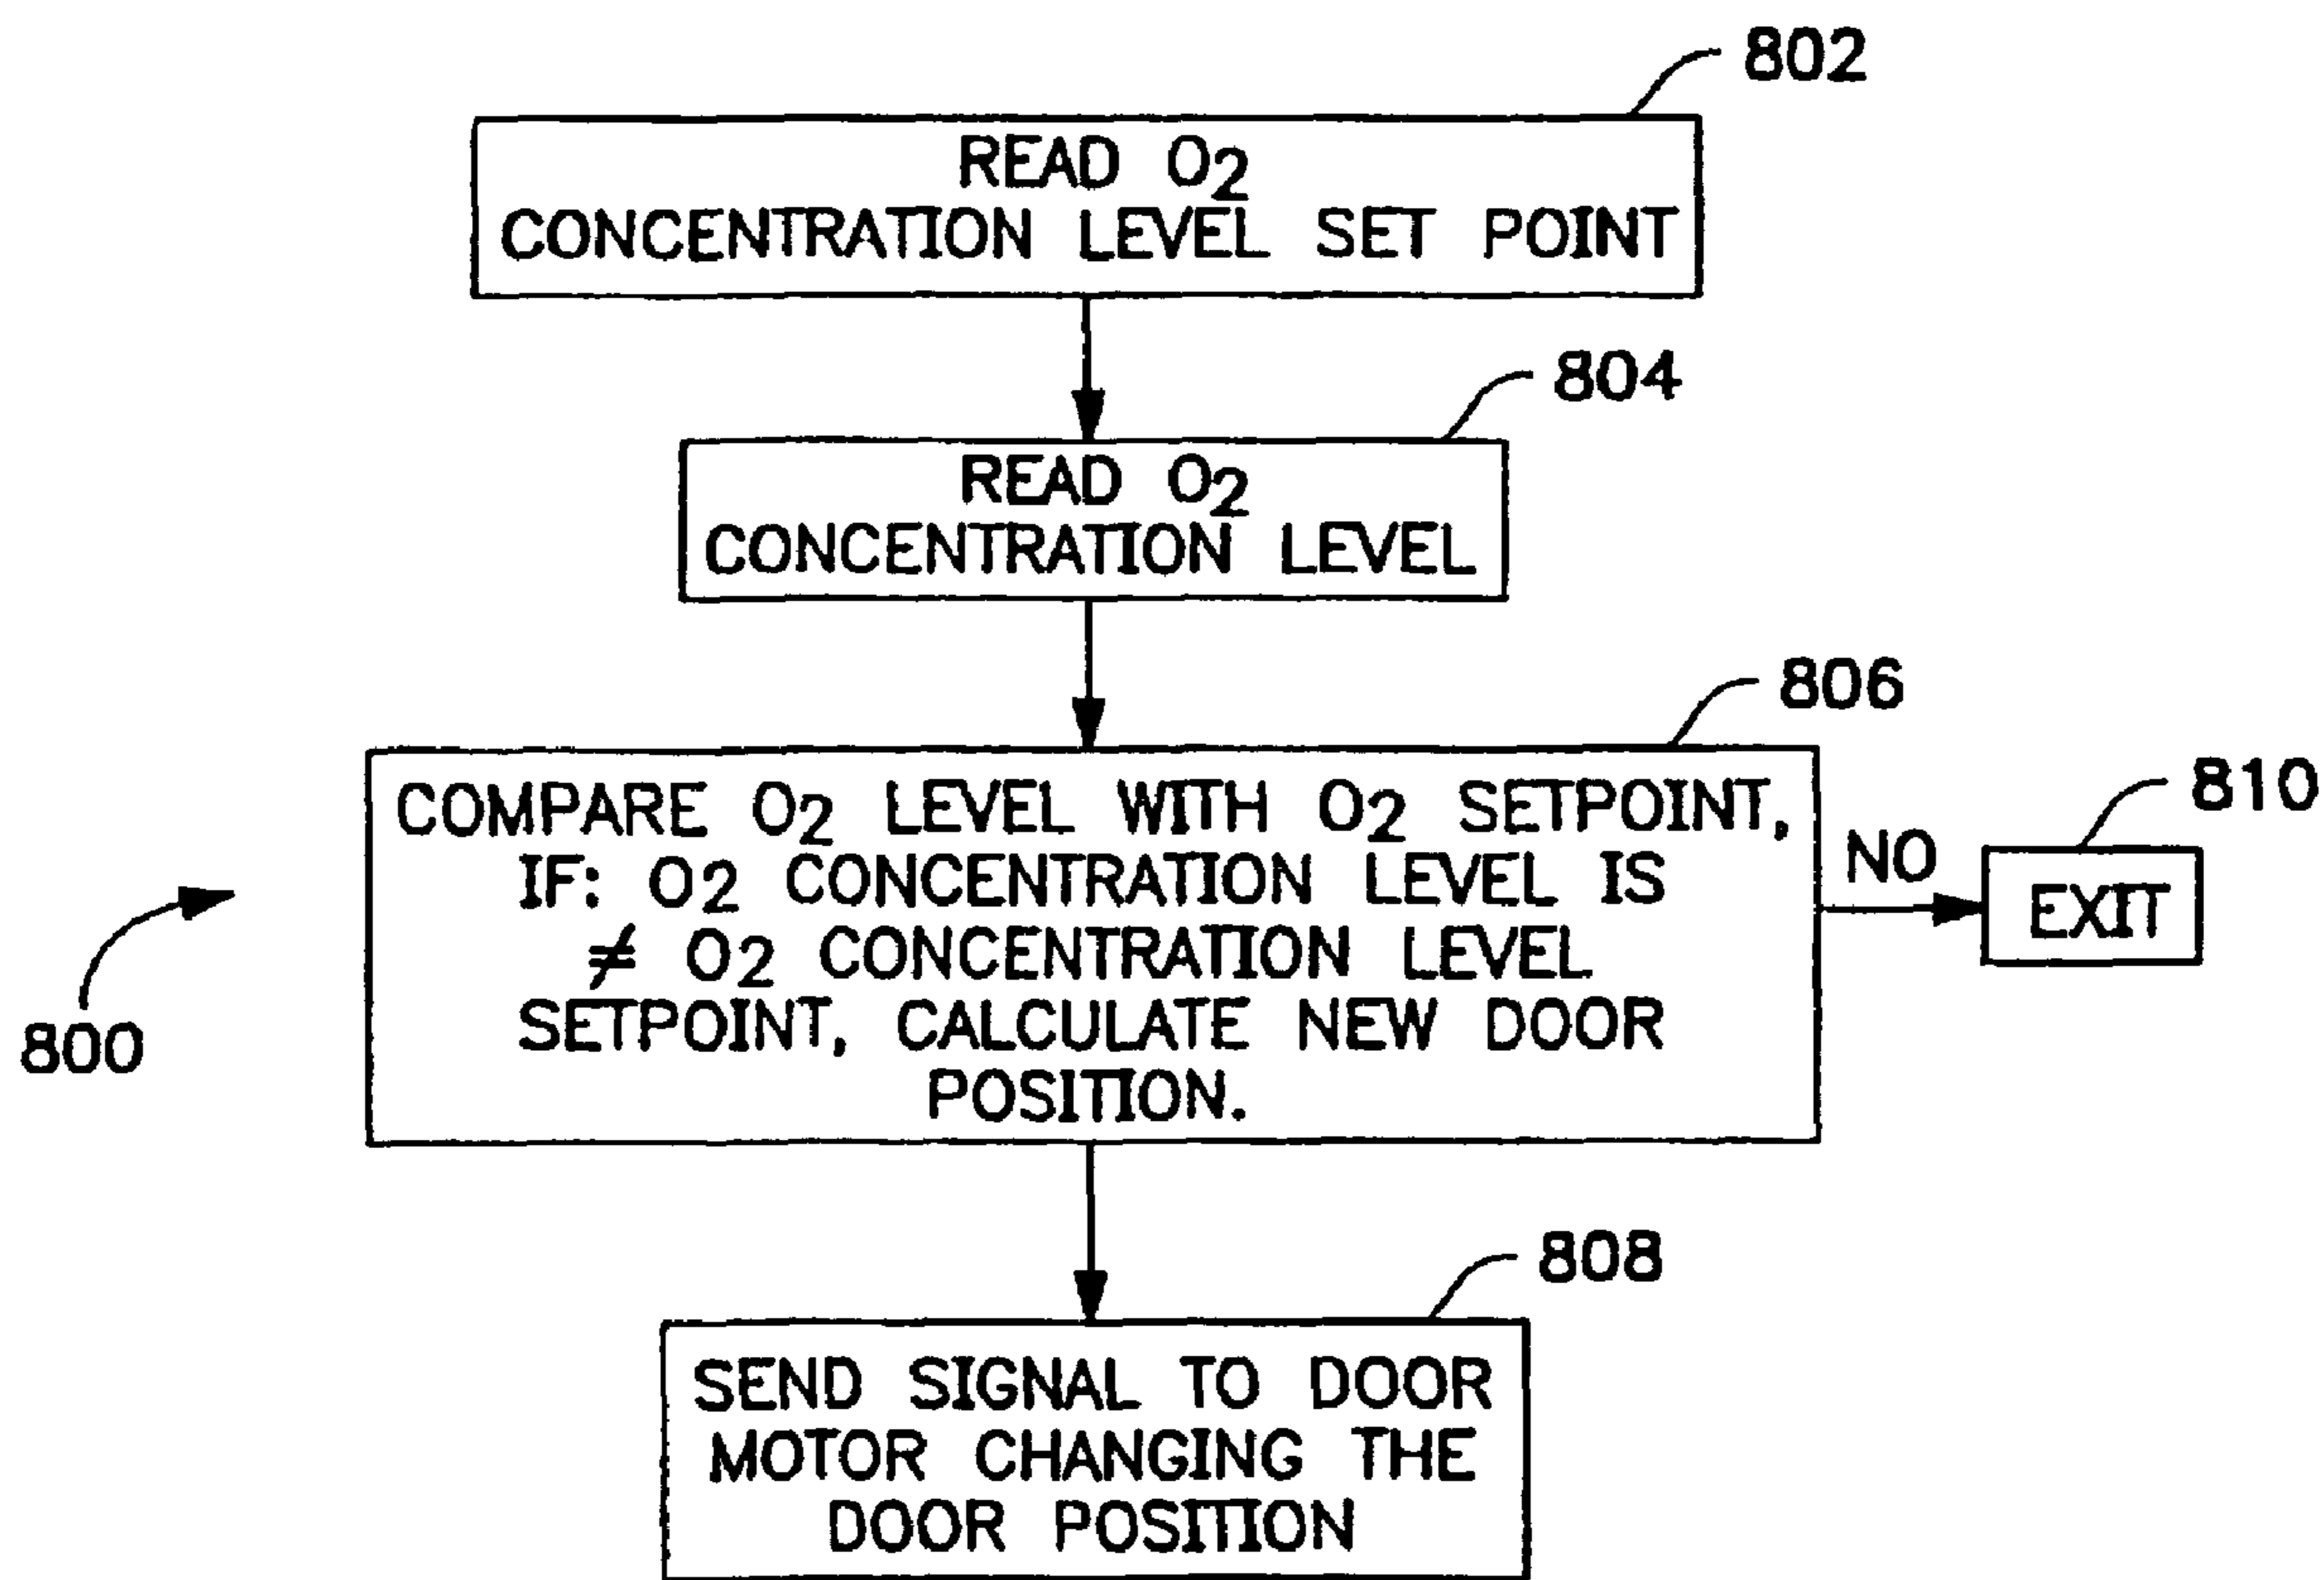 802
READ O2
CONCENTRATION LEVEL SET POINT
804
READ O2
CONCENTRATION LEVEL
806
COMPARE O2 LEVEL WITH O2 SETPOINT,
IF: O2 CONCENTRATION LEVEL IS
≠ O2 CONCENTRATION LEVEL
SETPOINT, CALCULATE NEW DOOR
POSITION.
NO
810
EXIT
800
808
SEND SIGNAL TO DOOR
MOTOR CHANGING THE
DOOR POSITION